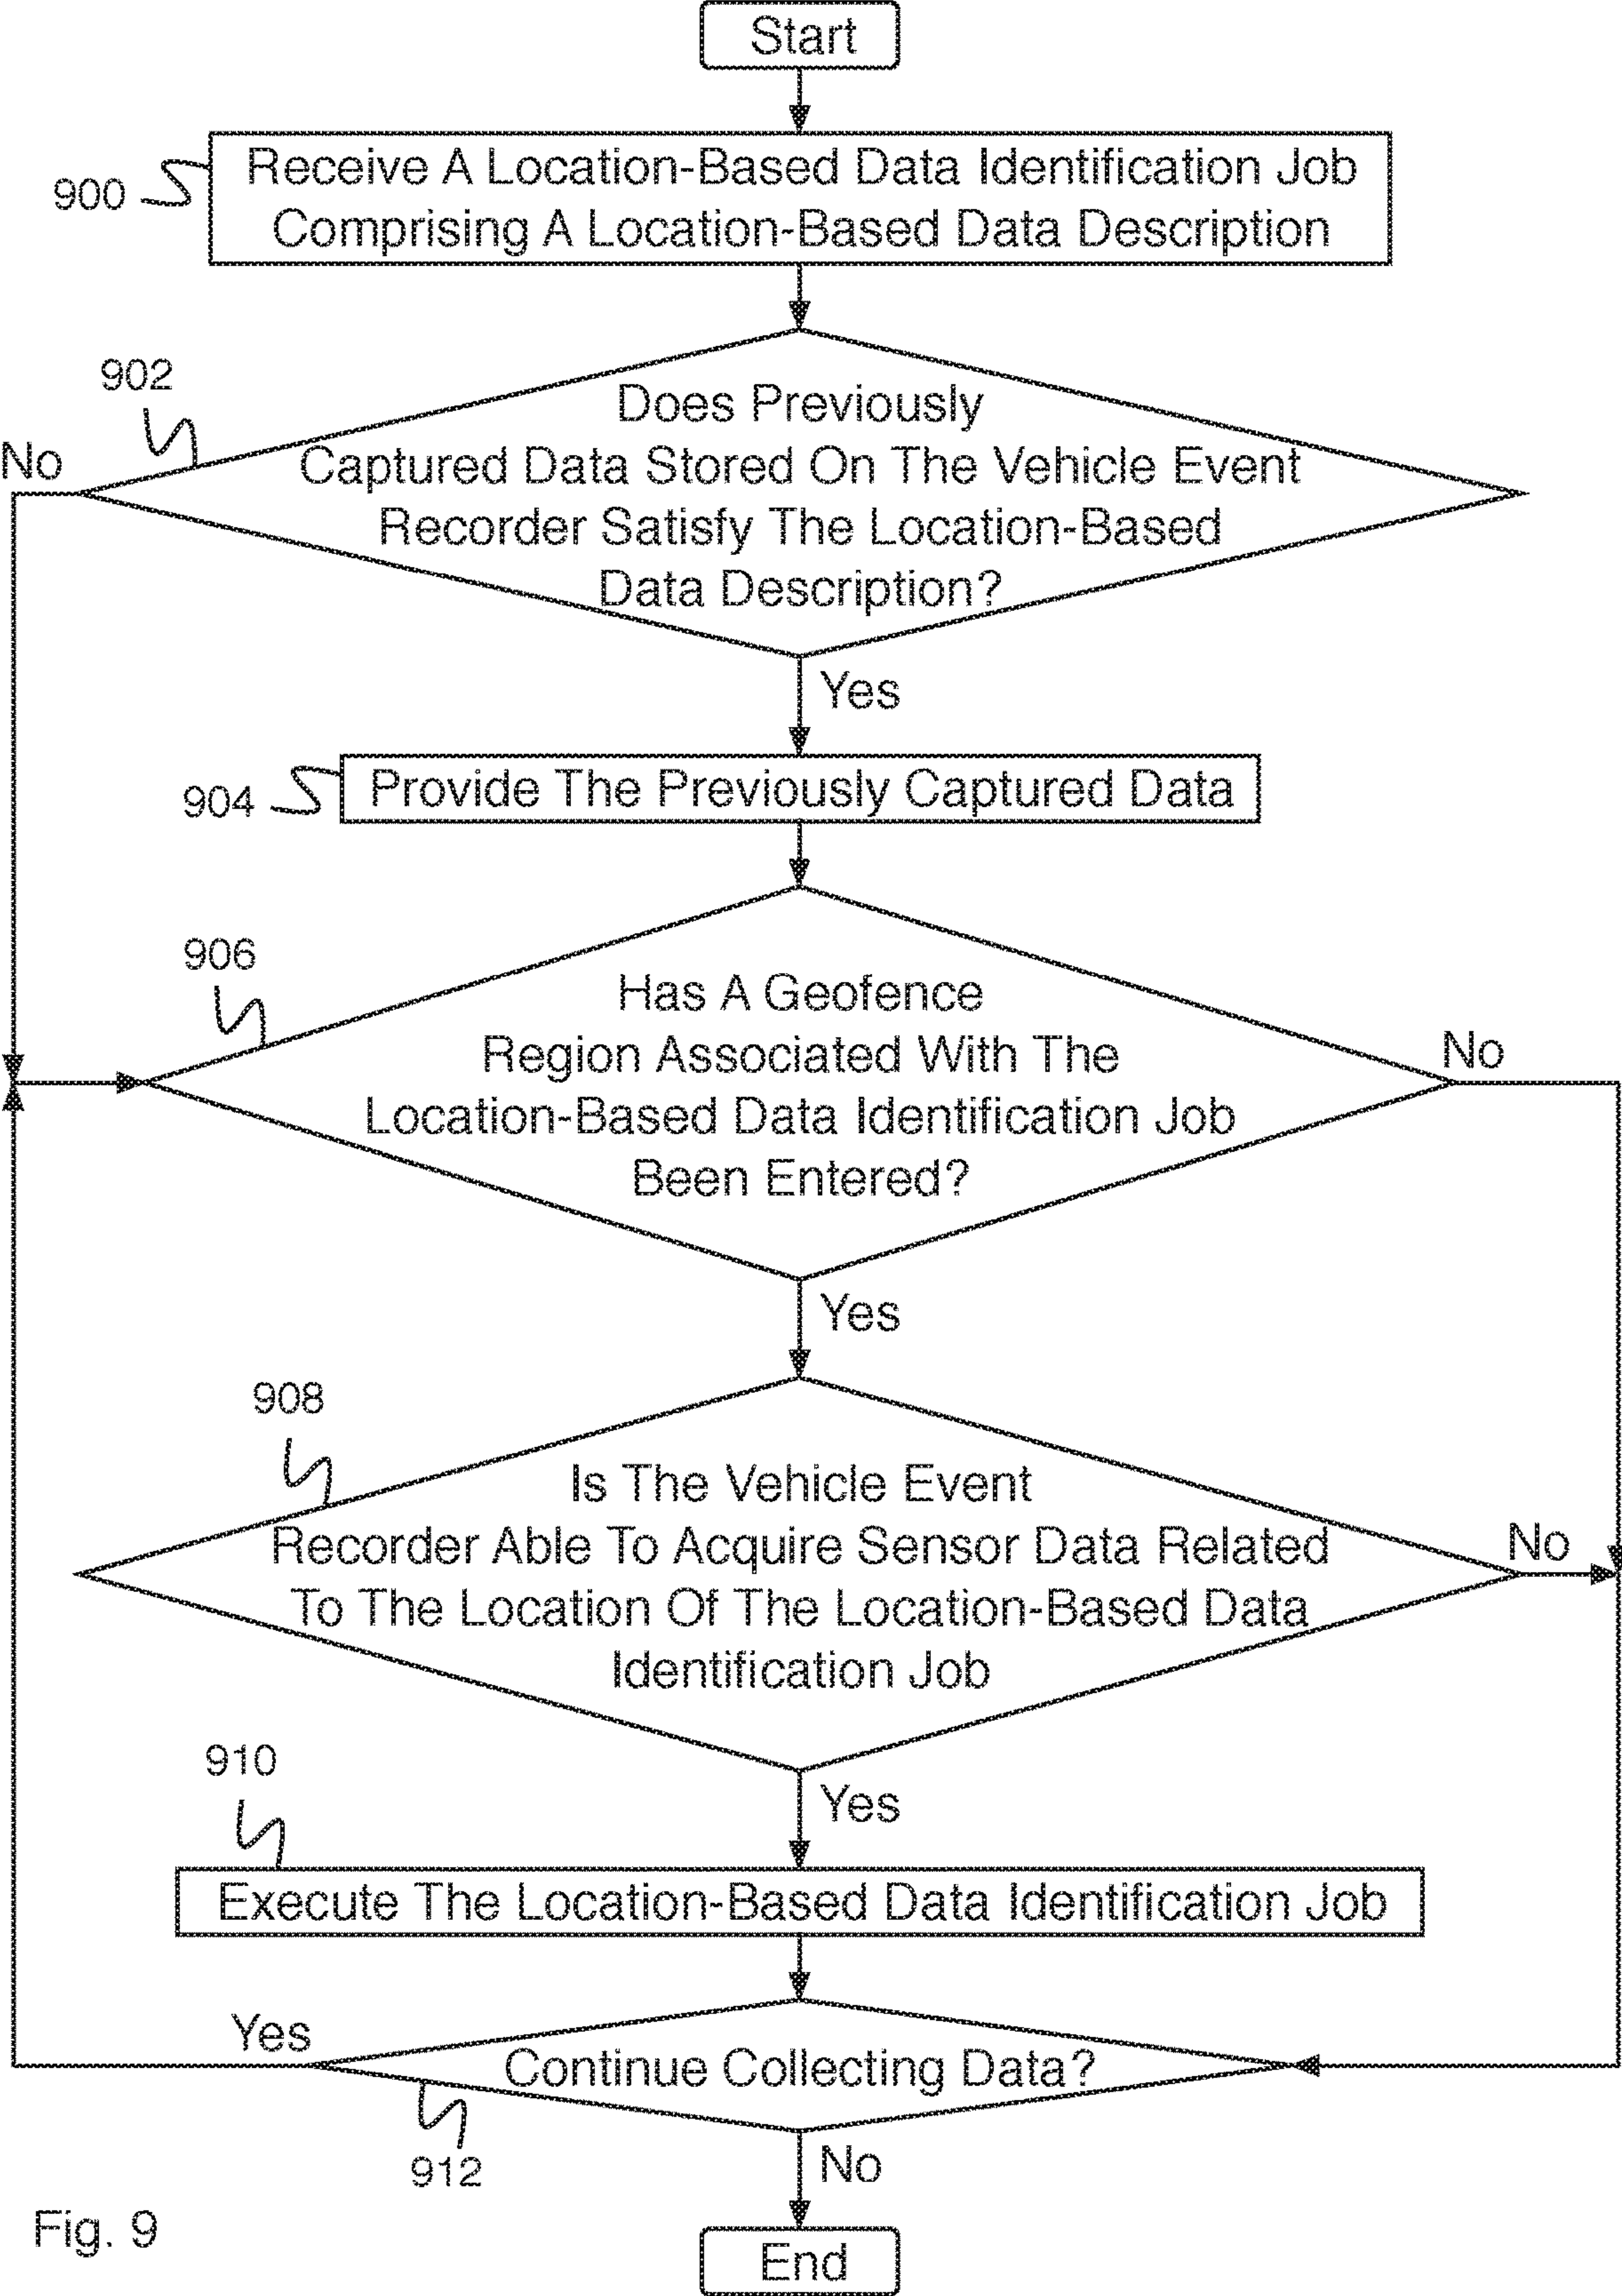 Start
Receive A Location-Based Data Identification Job
Comprising A Location-Based Data Description
900
902
No
Does Previously
Captured Data Stored On The Vehicle Event
Recorder Satisfy The Location-Based
Data Description?
Yes
904
Provide The Previously Captured Data
906
Has A Geofence
Region Associated With The
Location-Based Data Identification Job
Been Entered?
No
Yes
908
Is The Vehicle Event
Recorder Able To Acquire Sensor Data Related
To The Location Of The Location-Based Data
Identification Job
No
Yes
910
Execute The Location-Based Data Identification Job
Yes
Continue Collecting Data?
912
No
End
Fig. 9